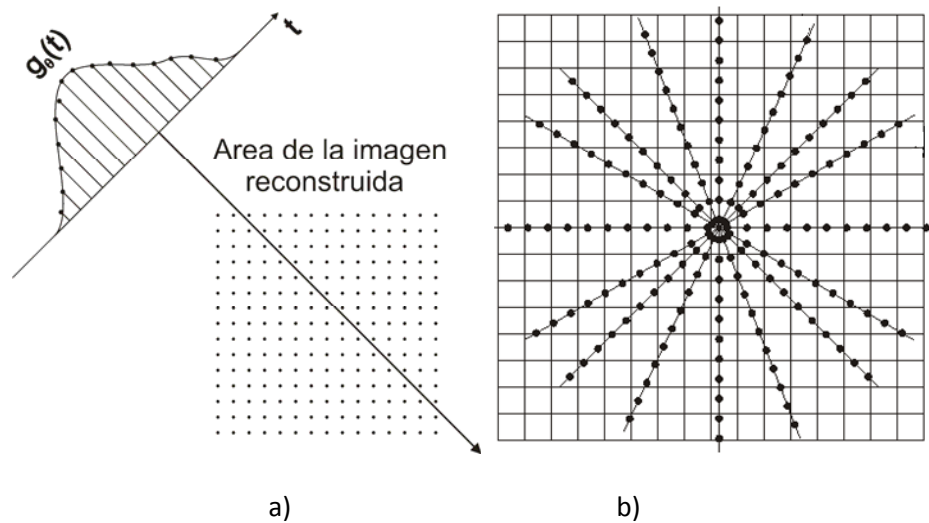 gθ(t)
t
Area de la imagen
reconstruida
a)
b)